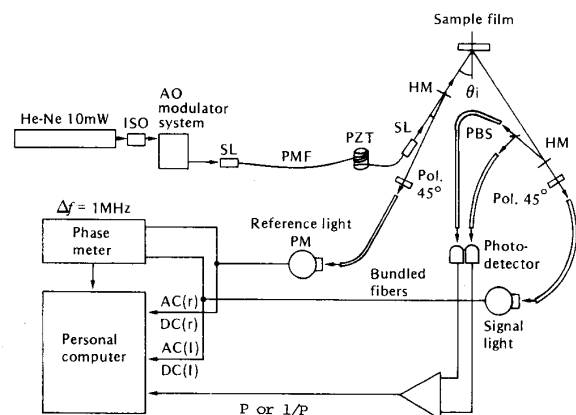 Sample film
AO
modulator
system
HM
θi
He-Ne 10mW
ISO
SL
PZT
PBS
HM
SL
PMF
Pol.
45°
Pol. 45°
Δf = 1MHz
Reference light
PM
Phase
meter
Photo-
detector
Bundled
fibers
AC(r)
DC(r)
Personal
computer
AC(l)
DC(l)
Signal
light
P or 1/P